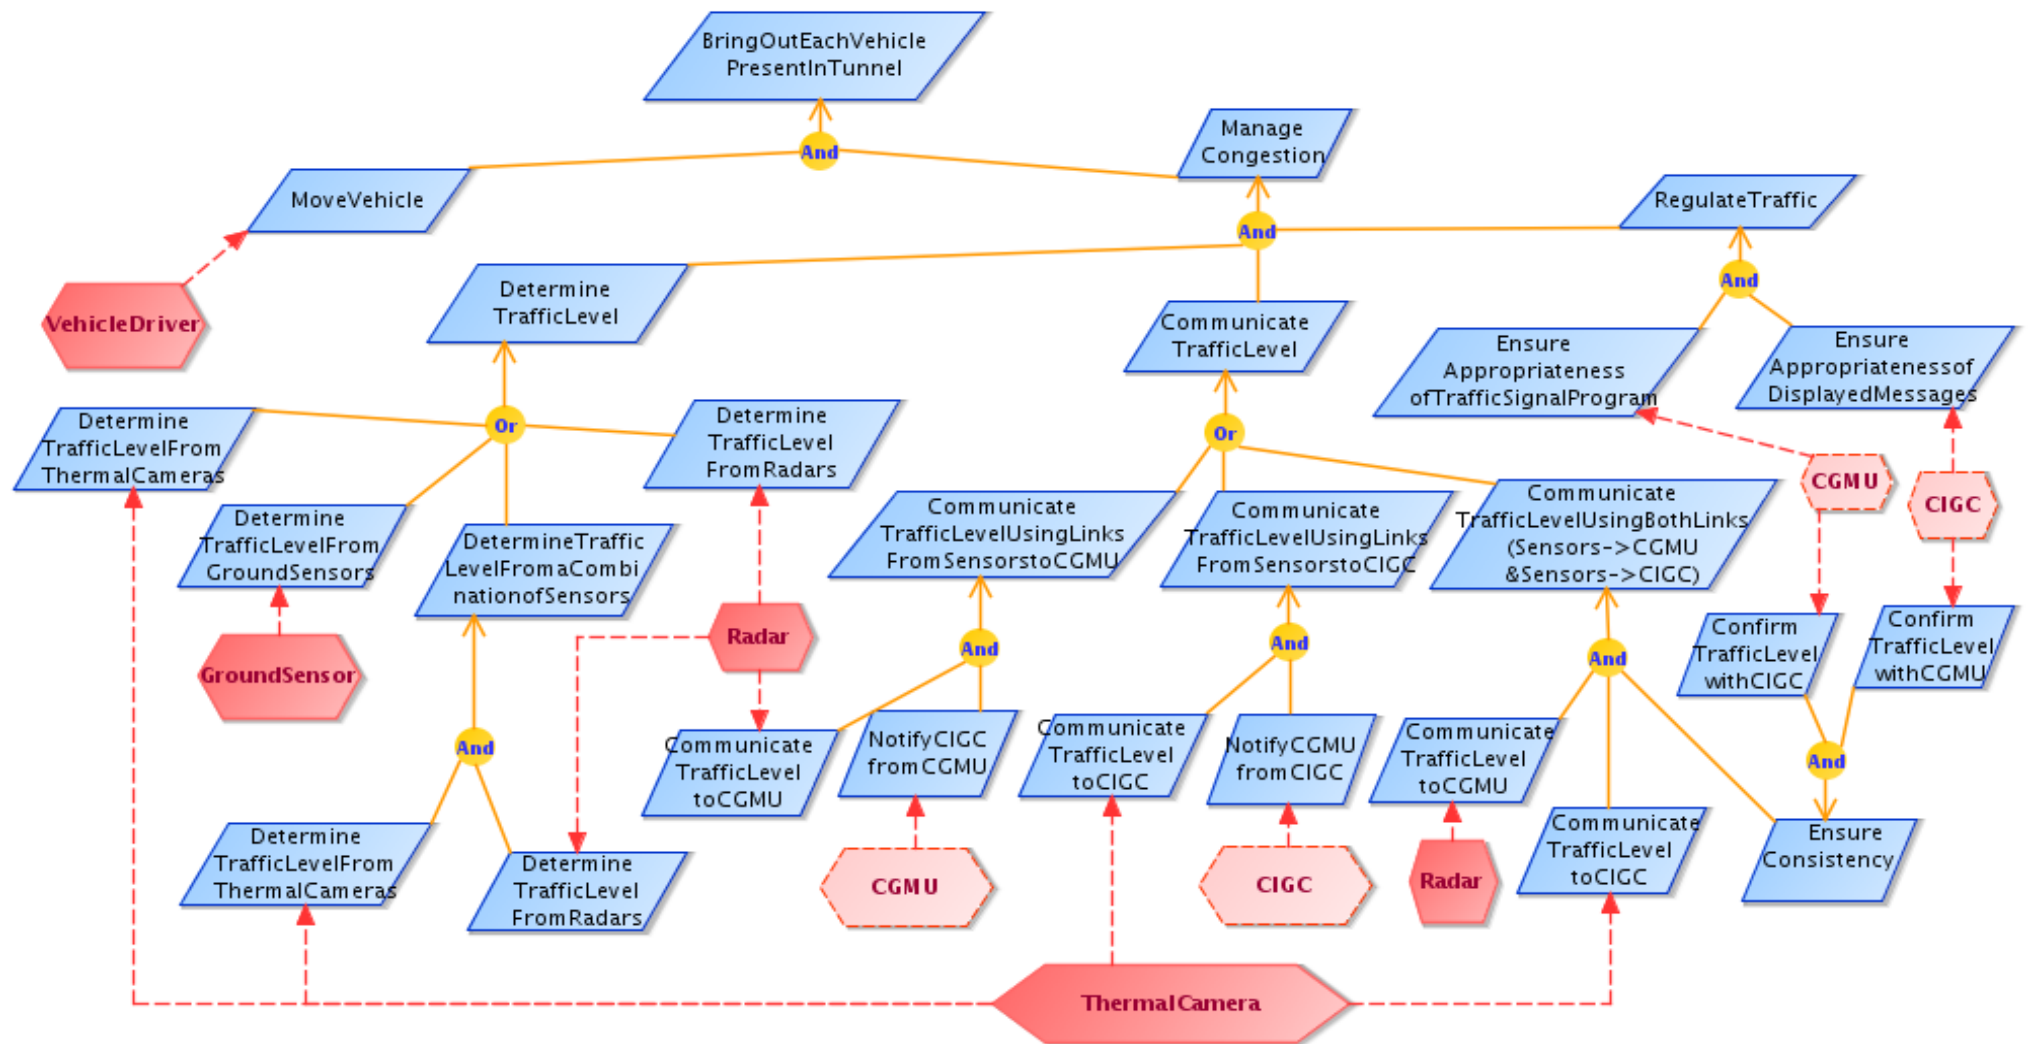 BringOutEachVehicle
PresentInTunnel
And
Manage
Congestion
MoveVehicle
RegulateTraffic
And
And
Determine
TrafficLevel
VehicleDriver
Communicate
TrafficLevel
Ensure
Appropriateness
ofTrafficSignalProgram
Ensure
Appropriatenessof
DisplayedMessages
Determine
TrafficLevelFrom
ThermalCameras
Or
Determine
TrafficLevel
FromRadars
Or
CGMU
CIGC
Determine
TrafficLevelFrom
GroundSensors
DetermineTraffic
LevelFromaCombi
nationofSensors
Communicate
TrafficLevelUsingLinks
FromSensorstoCGMU
Communicate
TrafficLevelUsingLinks
FromSensorstoCIGC
Communicate
TrafficLevelUsingBothLinks
(Sensors->CGMU
&Sensors->CIGC)
GroundSensor
Radar
And
And
And
Confirm
TrafficLevel
withCIGC
Confirm
TrafficLevel
withCGMU
And
Communicate
TrafficLevel
toCGMU
NotifyCIGC
fromCGMU
Communicate
TrafficLevel
toCIGC
NotifyCGMU
fromCIGC
Communicate
TrafficLevel
toCGMU
And
Determine
TrafficLevelFrom
ThermalCameras
Determine
TrafficLevel
FromRadars
CGMU
CIGC
Radar
Communicate
TrafficLevel
toCIGC
Ensure
Consistency
ThermalCamera